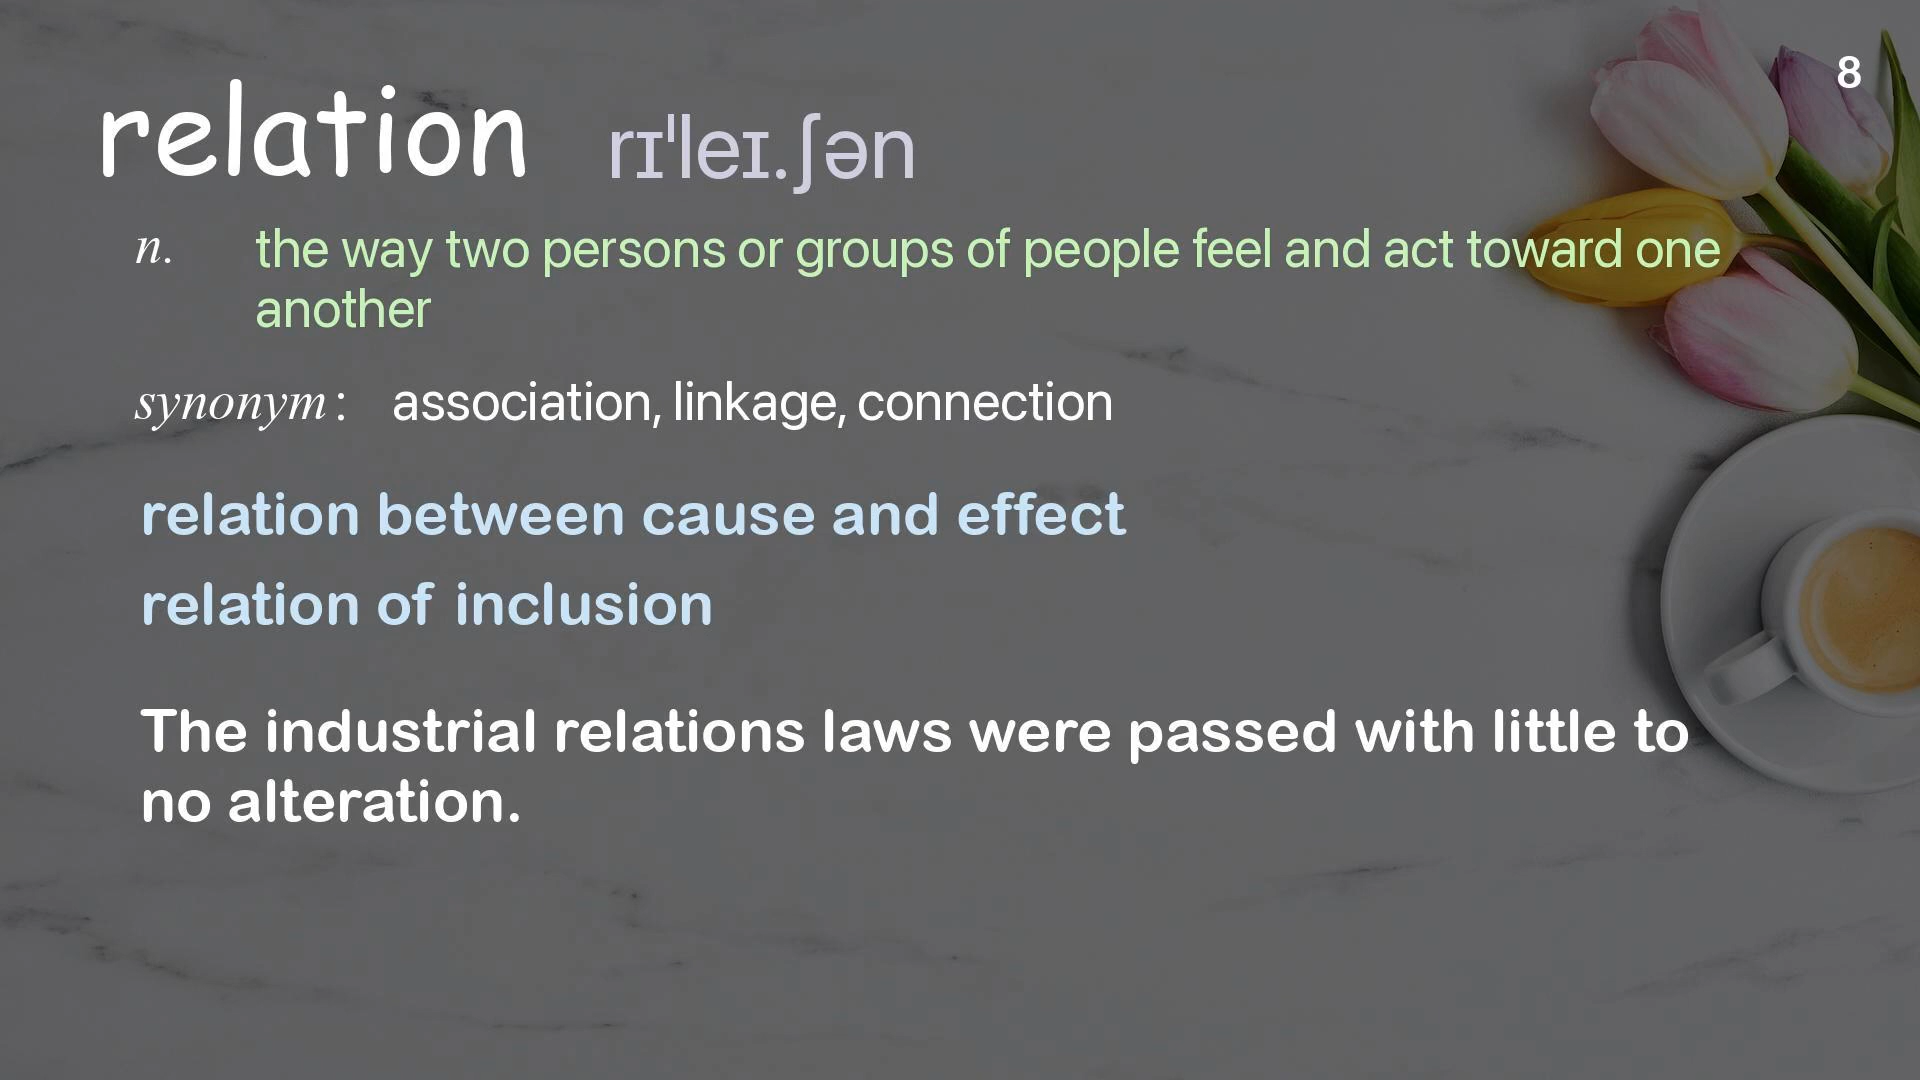 8
relation rɪˈleɪ.ʃən
n. the way two persons or groups of people feel and act toward one
another
synonym: association, linkage, connection
relation between cause and effect
relation of inclusion
The industrial relations laws were passed with little to
no alteration.